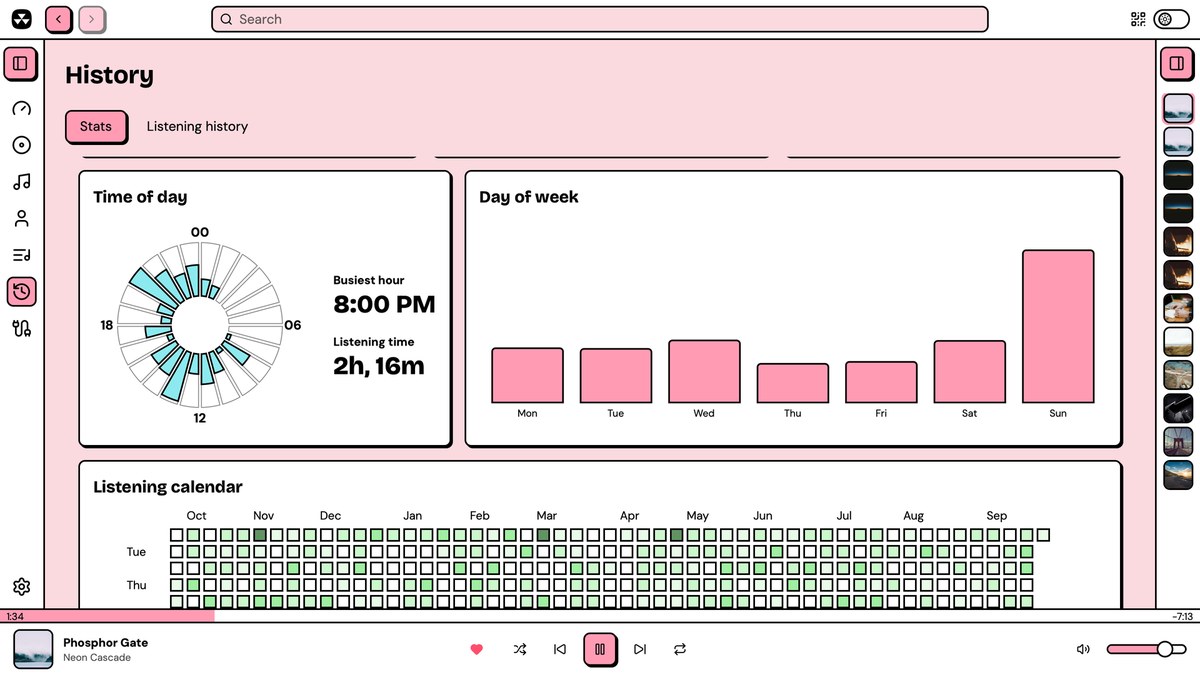 Search
History
Stats
Listening history
Time of day
00
06
12
18
Busiest hour
8:00 PM
Listening time
2h, 16m
Day of week
Mon Tue Wed Thu Fri Sat Sun
Listening calendar
Oct Nov Dec Jan Feb Mar Apr May Jun Jul Aug Sep
Tue
Thu
1:34
-7:13
Phosphor Gate
Neon Cascade